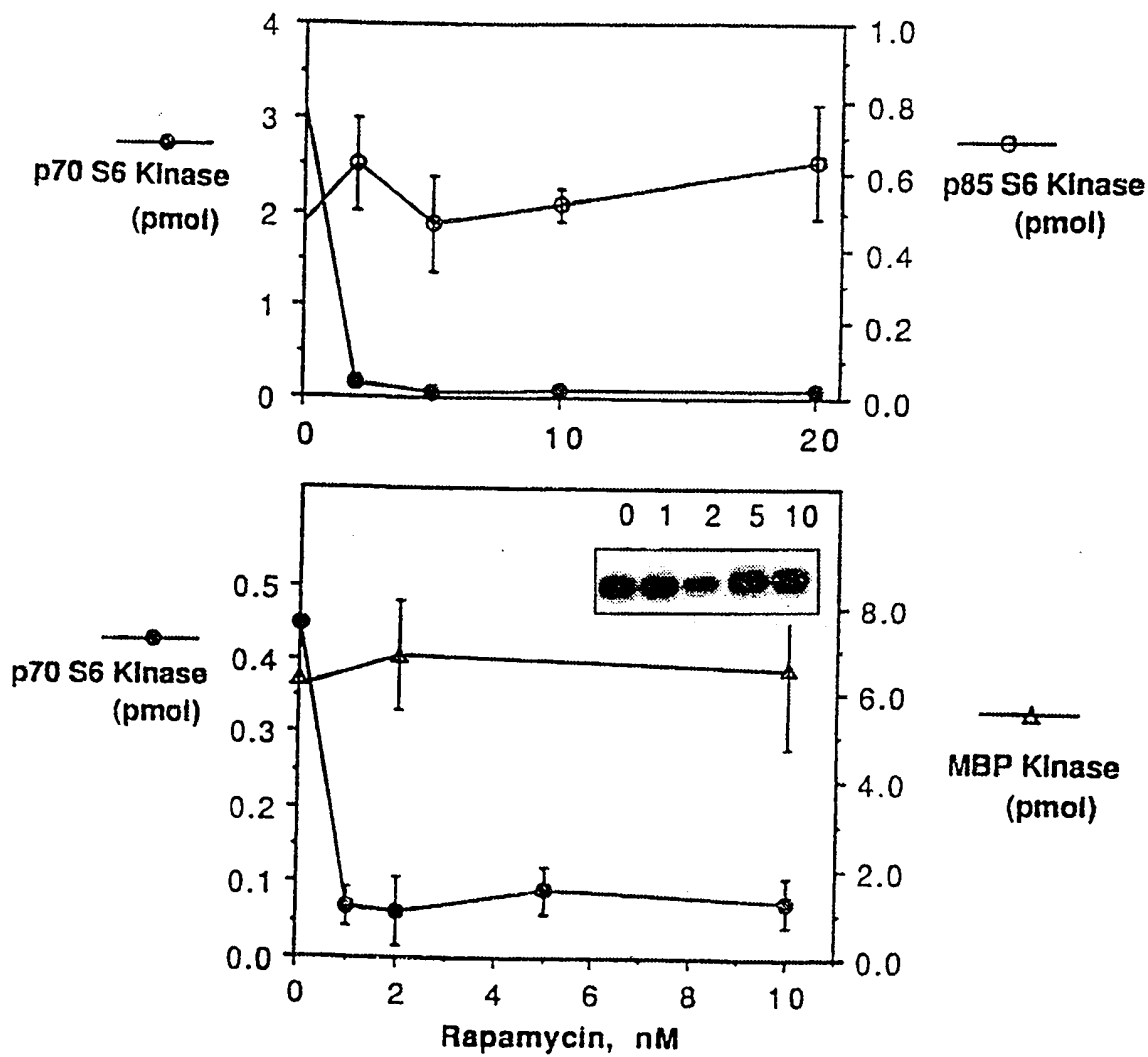 4
3
2
1
0
p70 S6 Kinase
(pmol)
1.0
0.8
0.6
0.4
0.2
0.0
p85 S6 Kinase
(pmol)
0 10 20
0 1 2 5 10
0.5
0.4
0.3
0.2
0.1
0.0
p70 S6 Kinase
(pmol)
8.0
6.0
4.0
2.0
0.0
MBP Kinase
(pmol)
0 2 4 6 8 10
Rapamycin, nM